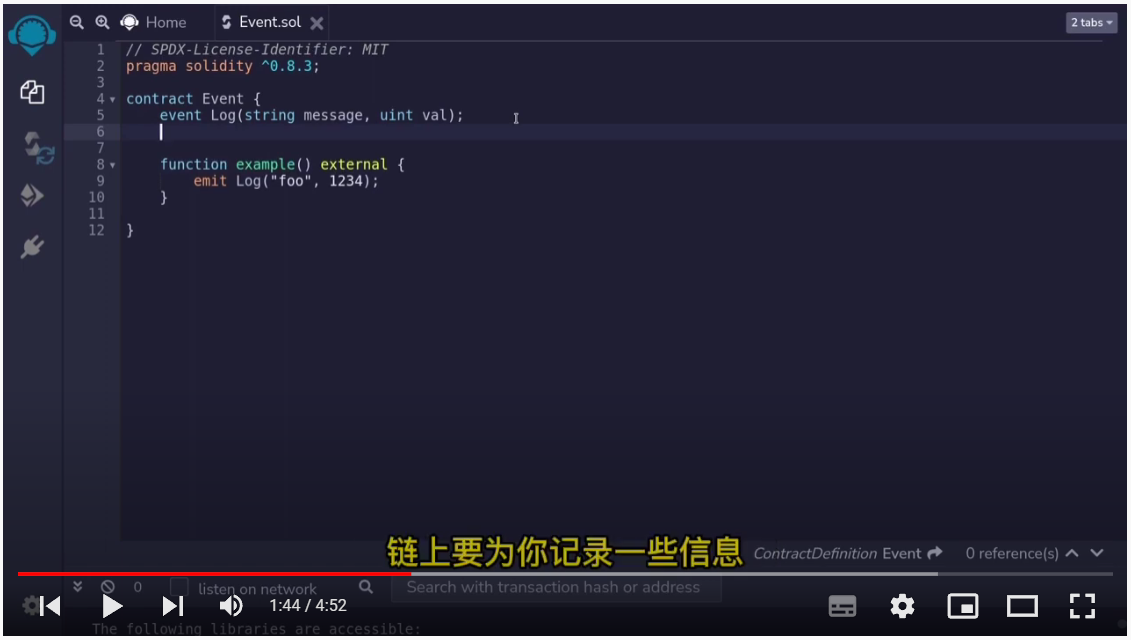 Home
Event.sol
2 tabs
1 // SPDX-License-Identifier: MIT
2 pragma solidity ^0.8.3;
3
4 contract Event {
5 event Log(string message, uint val);
6
7
8 function example() external {
9 emit Log("foo", 1234);
10 }
11
12 }
链上要为你记录一些信息
ContractDefinition Event 0 reference(s)
0 listen on network Search with transaction hash or address
1:44 / 4:52
The following libraries are accessible: